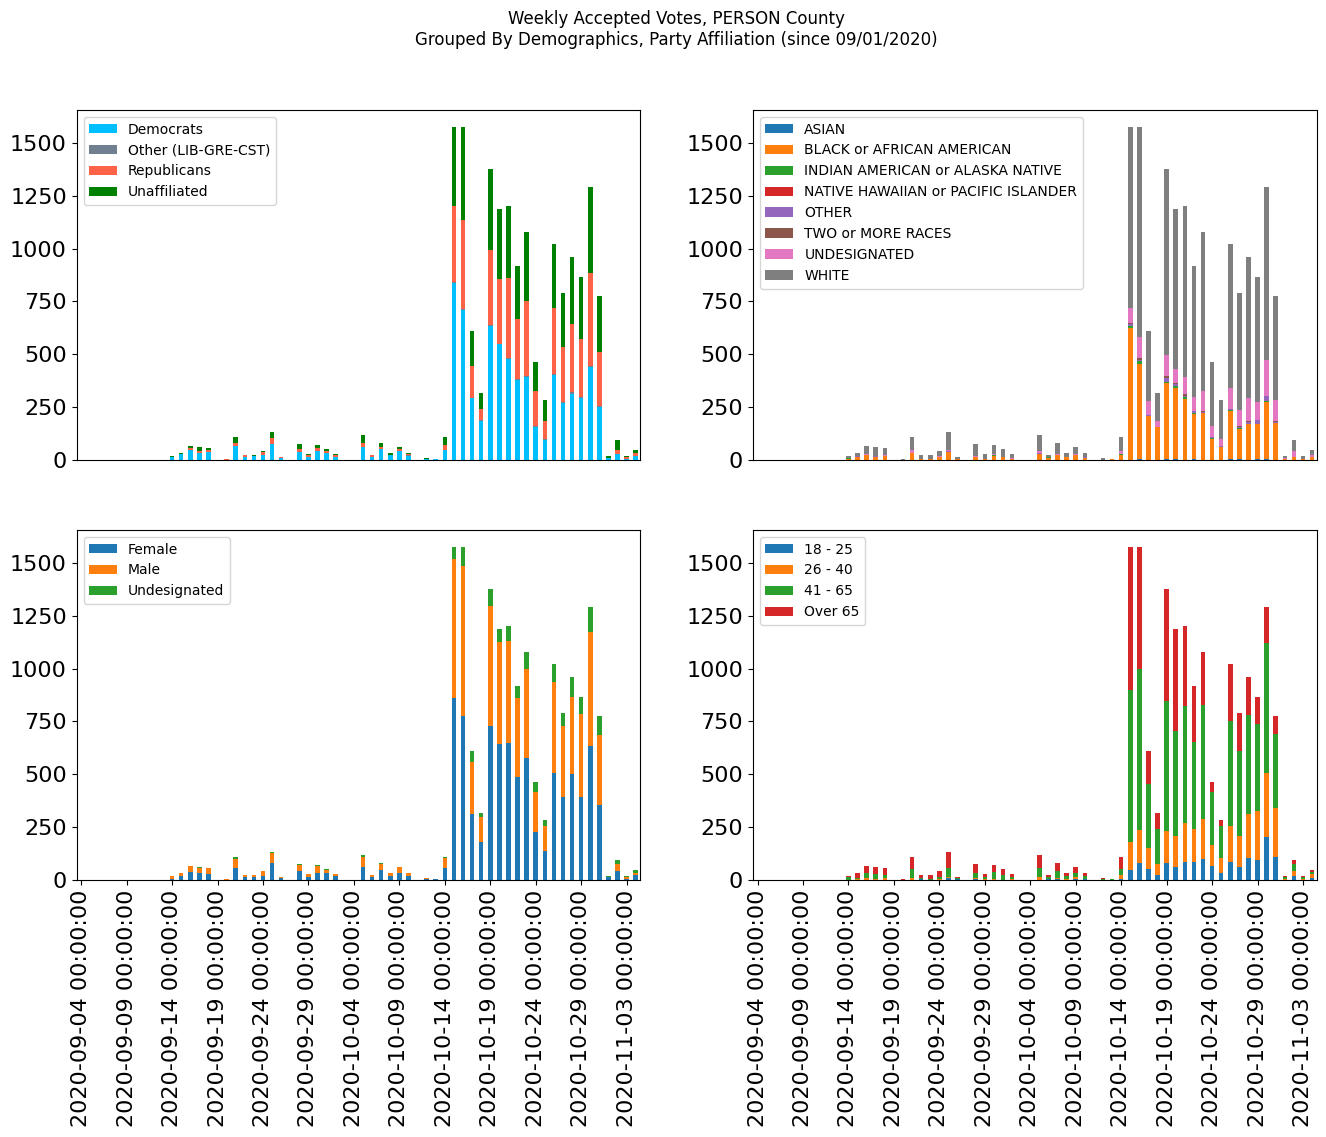 Weekly Accepted Votes, PERSON County
Grouped By Demographics, Party Affiliation (since 09/01/2020)
1500
1250
1000
750
500
250
0
Democrats
Other (LIB-GRE-CST)
Republicans
Unaffiliated
1500
1250
1000
750
500
250
0
ASIAN
BLACK or AFRICAN AMERICAN
INDIAN AMERICAN or ALASKA NATIVE
NATIVE HAWAIIAN or PACIFIC ISLANDER
OTHER
TWO or MORE RACES
UNDESIGNATED
WHITE
1500
1250
1000
750
500
250
0
Female
Male
Undesignated
2020-09-04 00:00:00
2020-09-09 00:00:00
2020-09-14 00:00:00
2020-09-19 00:00:00
2020-09-24 00:00:00
2020-09-29 00:00:00
2020-10-04 00:00:00
2020-10-09 00:00:00
2020-10-14 00:00:00
2020-10-19 00:00:00
2020-10-24 00:00:00
2020-10-29 00:00:00
2020-11-03 00:00:00
1500
1250
1000
750
500
250
0
18 - 25
26 - 40
41 - 65
Over 65
2020-09-04 00:00:00
2020-09-09 00:00:00
2020-09-14 00:00:00
2020-09-19 00:00:00
2020-09-24 00:00:00
2020-09-29 00:00:00
2020-10-04 00:00:00
2020-10-09 00:00:00
2020-10-14 00:00:00
2020-10-19 00:00:00
2020-10-24 00:00:00
2020-10-29 00:00:00
2020-11-03 00:00:00